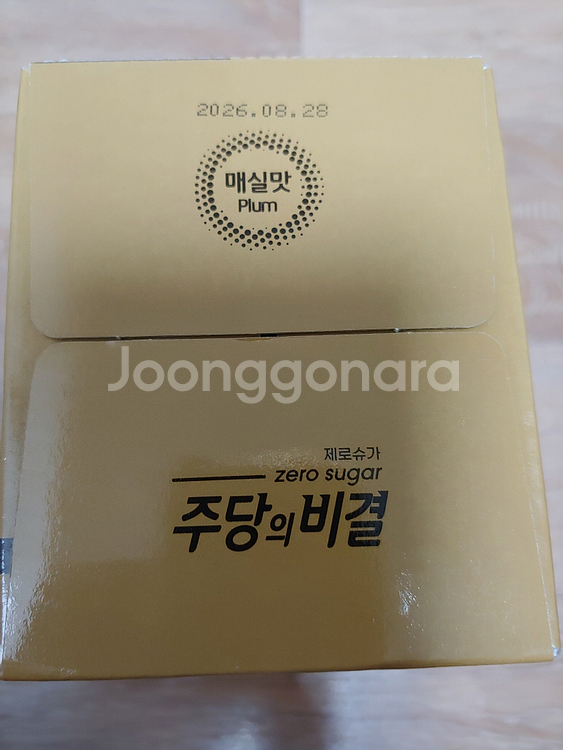 2026.08.28
매실맛
Plum
Joonggonara
제로슈가
zero sugar
주당의비결